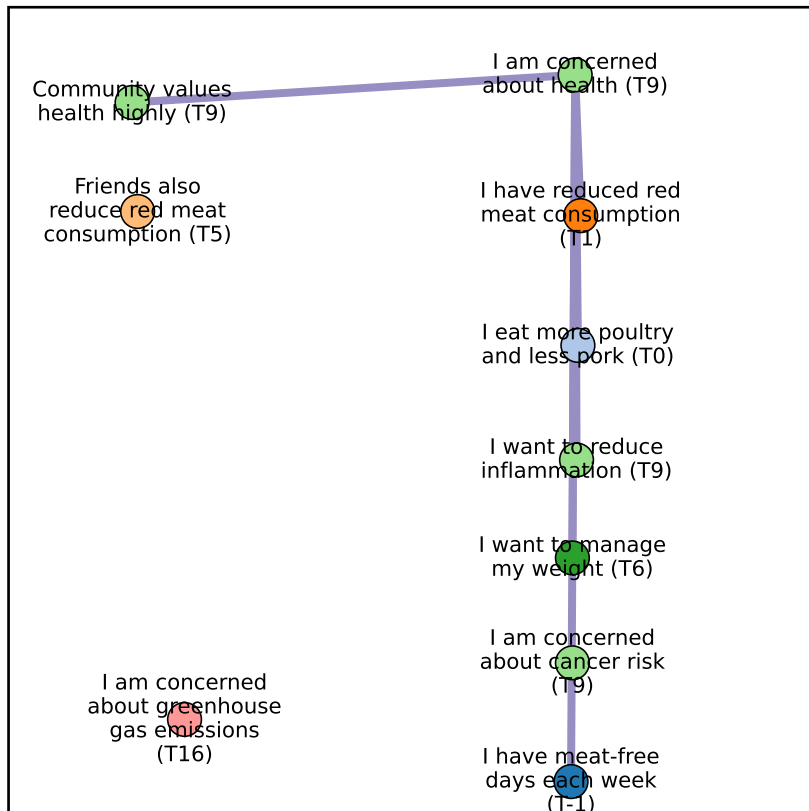 Community values
health highly (T9)
I am concerned
about health (T9)
Friends also
reduce red meat
consumption (T5)
I have reduced red
meat consumption
(T1)
I eat more poultry
and less pork (T0)
I want to reduce
inflammation (T9)
I want to manage
my weight (T6)
I am concerned
about cancer risk
(T9)
I am concerned
about greenhouse
gas emissions
(T16)
I have meat-free
days each week
(T-1)